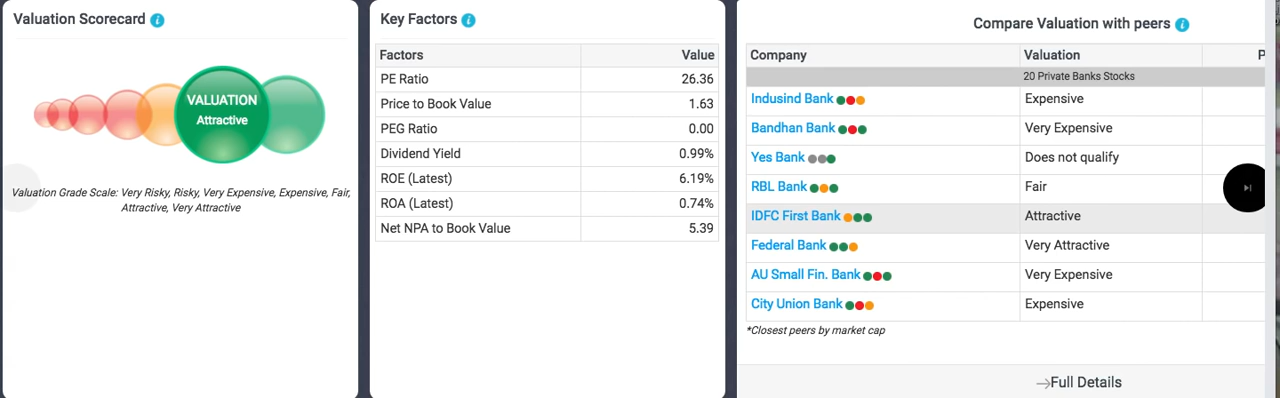 Valuation Scorecard
VALUATION
Attractive
Valuation Grade Scale: Very Risky, Risky, Very Expensive, Expensive, Fair,
Attractive, Very Attractive
Key Factors
Factors Value
PE Ratio 26.36
Price to Book Value 1.63
PEG Ratio 0.00
Dividend Yield 0.99%
ROE (Latest) 6.19%
ROA (Latest) 0.74%
Net NPA to Book Value 5.39
Compare Valuation with peers
Company Valuation P
20 Private Banks Stocks
Indusind Bank Expensive
Bandhan Bank Very Expensive
Yes Bank Does not qualify
RBL Bank Fair
IDFC First Bank Attractive
Federal Bank Very Attractive
AU Small Fin. Bank Very Expensive
City Union Bank Expensive
*Closest peers by market cap
→Full Details